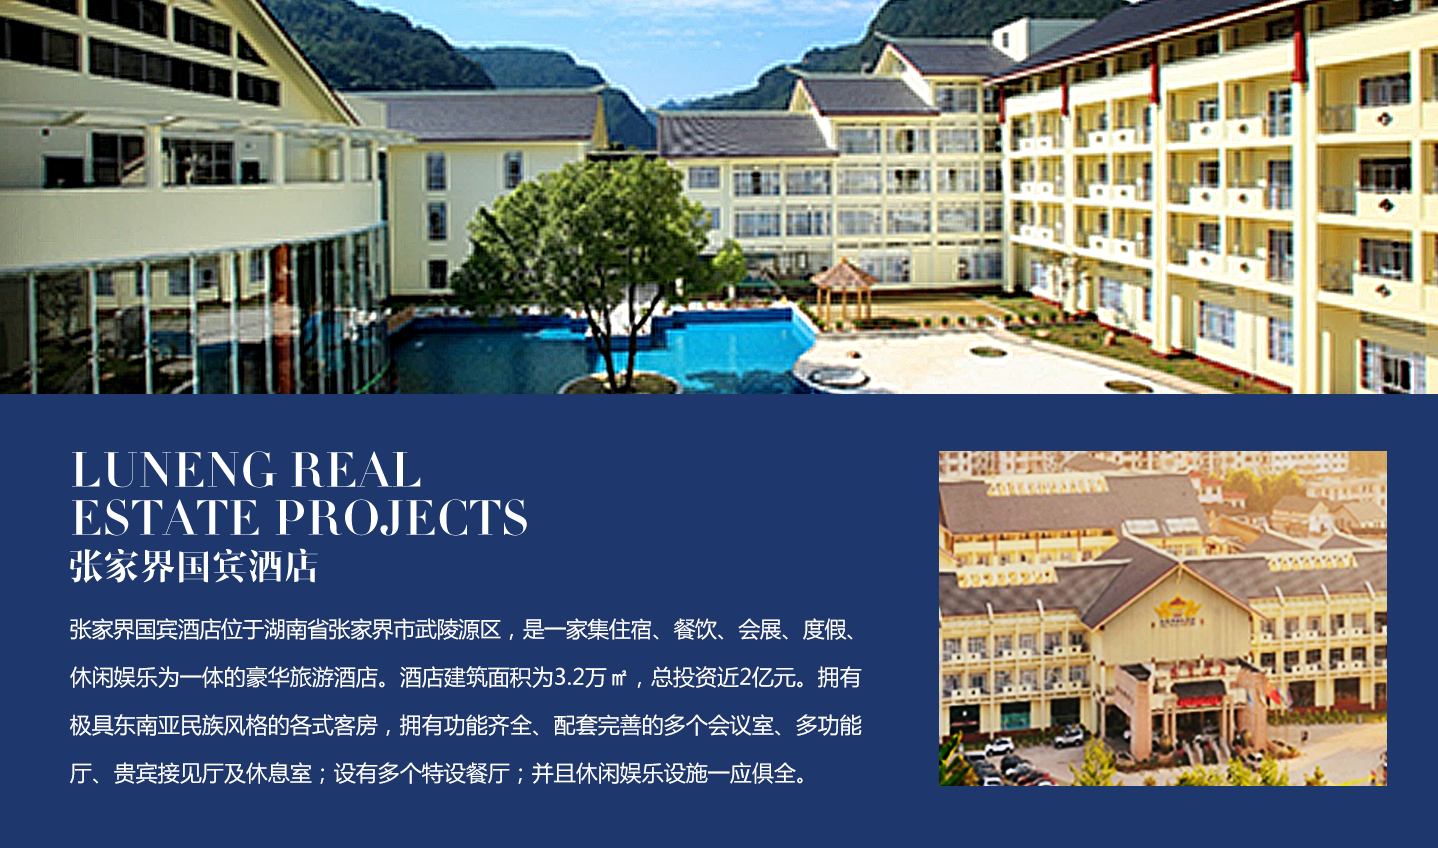 LUNENG REAL
ESTATE PROJECTS
张家界国宾酒店
张家界国宾酒店位于湖南省张家界市武陵源区，是一家集住宿、餐饮、会展、度假、
休闲娱乐为一体的豪华旅游酒店。酒店建筑面积为3.2万㎡，总投资近2亿元。拥有
极具东南亚民族风格的各式客房，拥有功能齐全、配套完善的多个会议室、多功能
厅、贵宾接见厅及休息室；设有多个特设餐厅；并且休闲娱乐设施一应俱全。